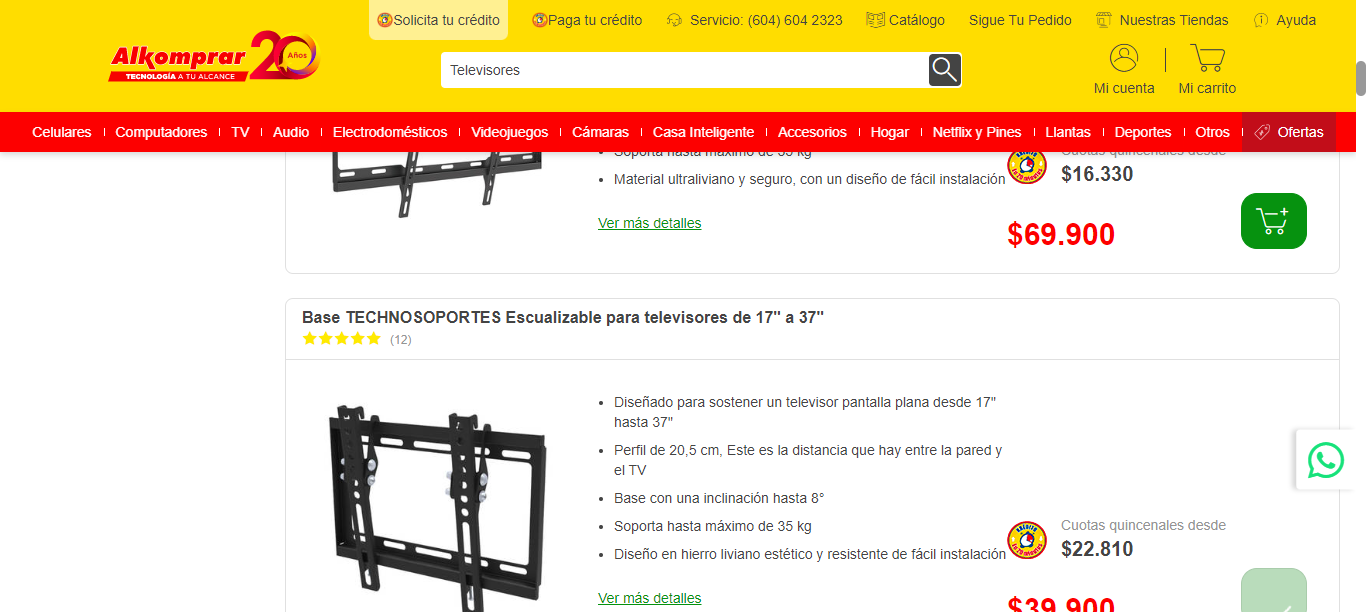 Solicita tu crédito
Paga tu crédito
Servicio: (604) 604 2323
Catálogo
Sigue Tu Pedido
Nuestras Tiendas
Ayuda
Alkomprar 20 Años
TECNOLOGÍA A TU ALCANCE
Televisores
Mi cuenta
Mi carrito
Celulares
Computadores
TV
Audio
Electrodomésticos
Videojuegos
Cámaras
Casa Inteligente
Accesorios
Hogar
Netflix y Pines
Llantas
Deportes
Otros
Ofertas
Soporta hasta máximo de 35 kg
Material ultraliviano y seguro, con un diseño de fácil instalación
Ver más detalles
Cuotas quincenales desde
$16.330
$69.900
Base TECHNOSOPORTES Escualizable para televisores de 17" a 37"
(12)
Diseñado para sostener un televisor pantalla plana desde 17"
hasta 37"
Perfil de 20,5 cm, Este es la distancia que hay entre la pared y
el TV
Base con una inclinación hasta 8°
Soporta hasta máximo de 35 kg
Diseño en hierro liviano estético y resistente de fácil instalación
Ver más detalles
Cuotas quincenales desde
$22.810
$39.900